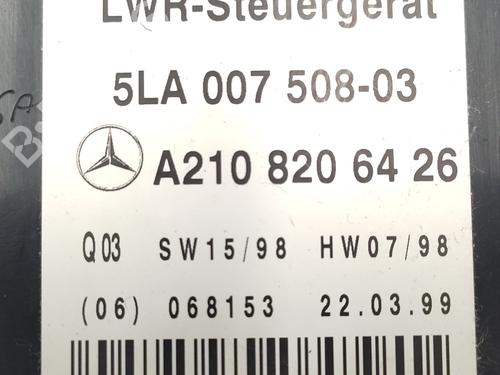 LWR-Steuergerät
5LA 007 508-03
A210 820 64 26
Q03 SW15/98 HW07/98
(06) 068153 22.03.99